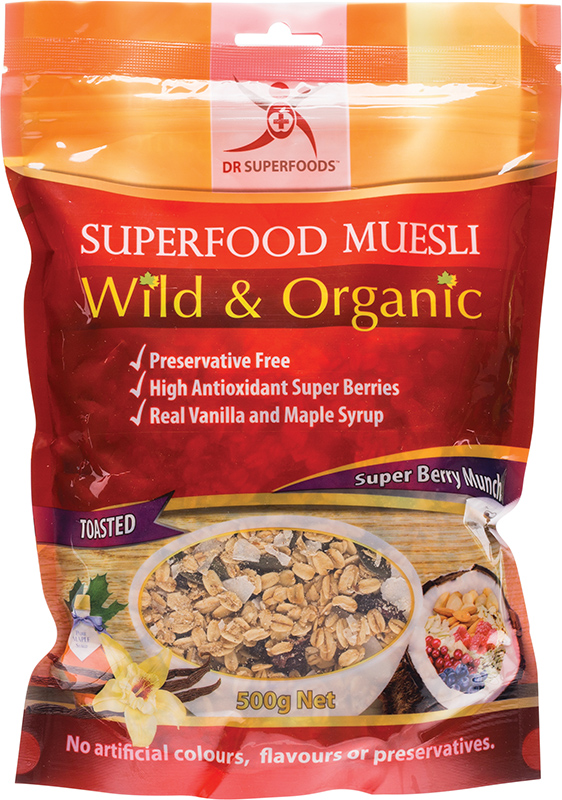 DR SUPERFOODS™
SUPERFOOD MUESLI
Wild & Organic
Preservative Free
High Antioxidant Super Berries
Real Vanilla and Maple Syrup
Super Berry Munch
TOASTED
500g Net
No artificial colours, flavours or preservatives.